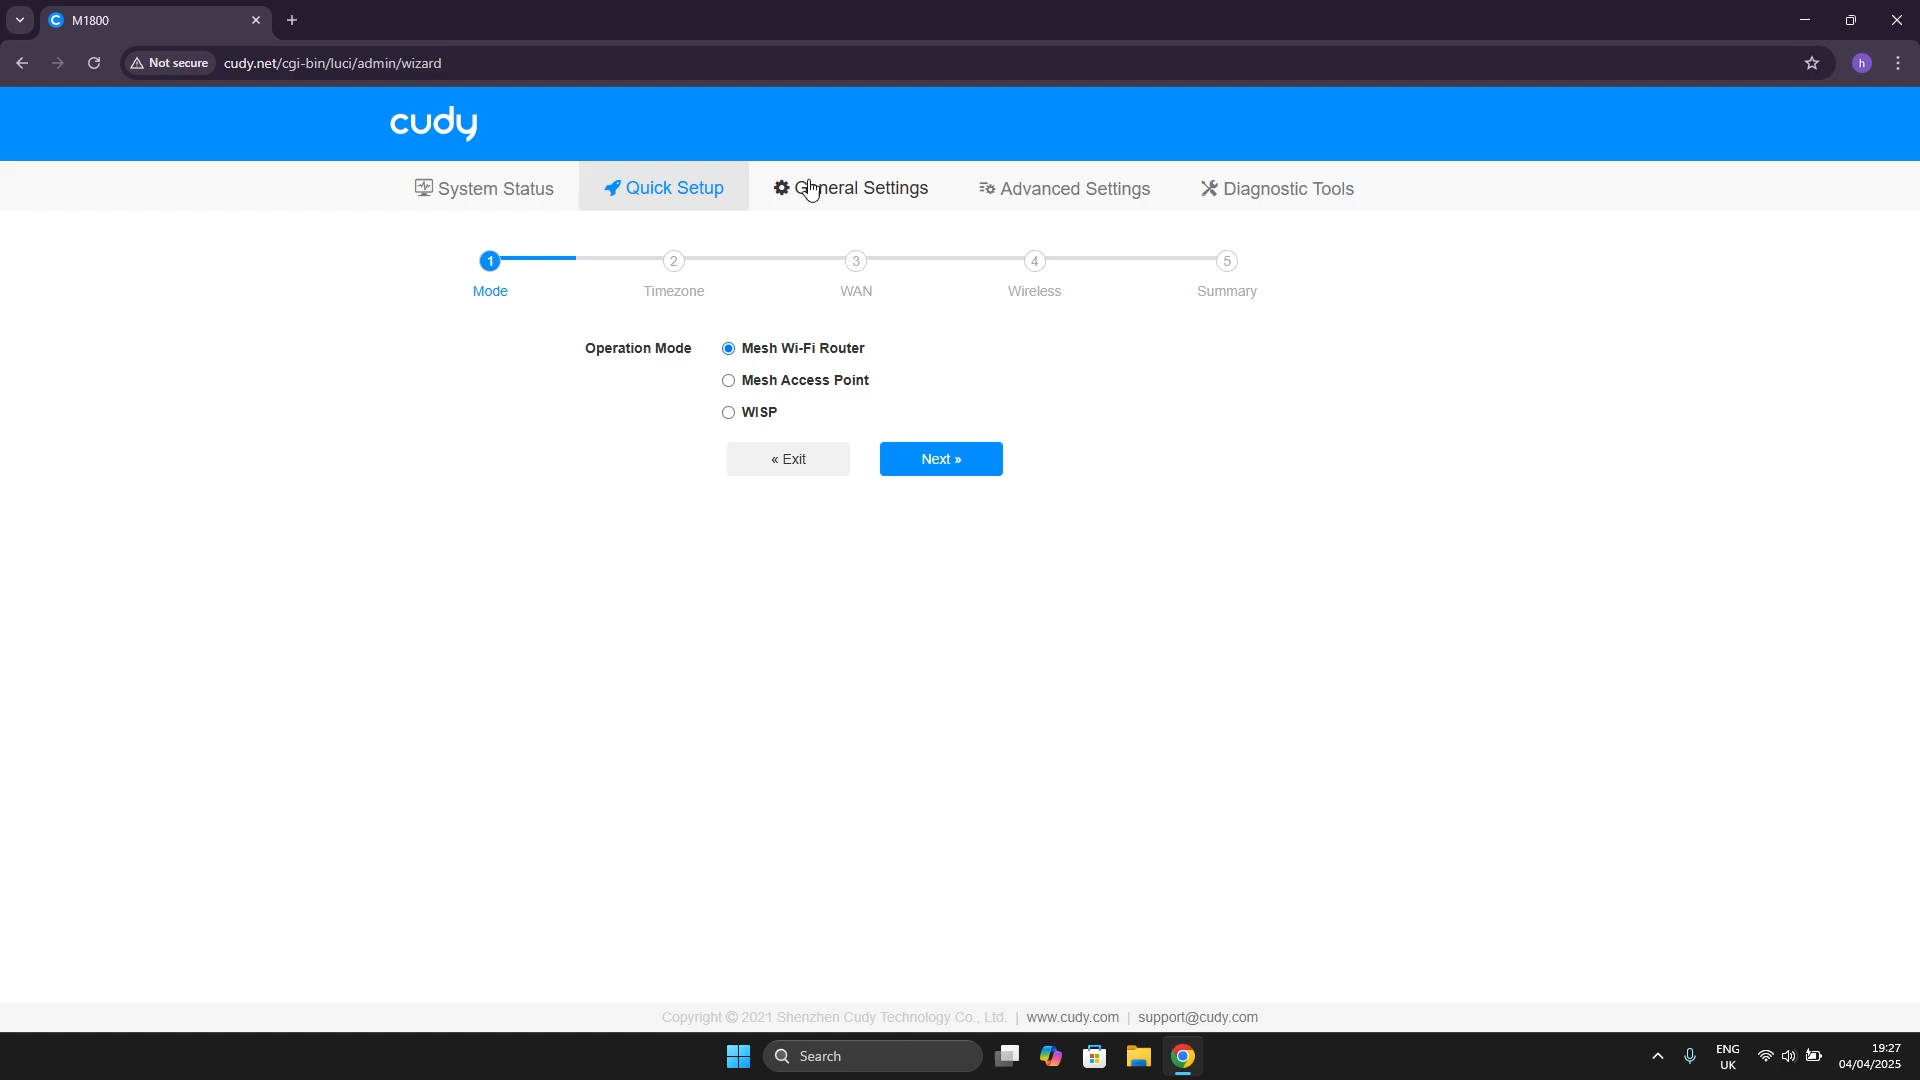 M1800
Not secure cudy.net/cgi-bin/luci/admin/wizard
h
cudy
System Status Quick Setup General Settings Advanced Settings Diagnostic Tools
1 2 3 4 5
Mode Timezone WAN Wireless Summary
Operation Mode Mesh Wi-Fi Router
Mesh Access Point
WISP
« Exit Next »
Copyright © 2021 Shenzhen Cudy Technology Co., Ltd. | www.cudy.com | support@cudy.com
Search
ENG
UK
19:27
04/04/2025